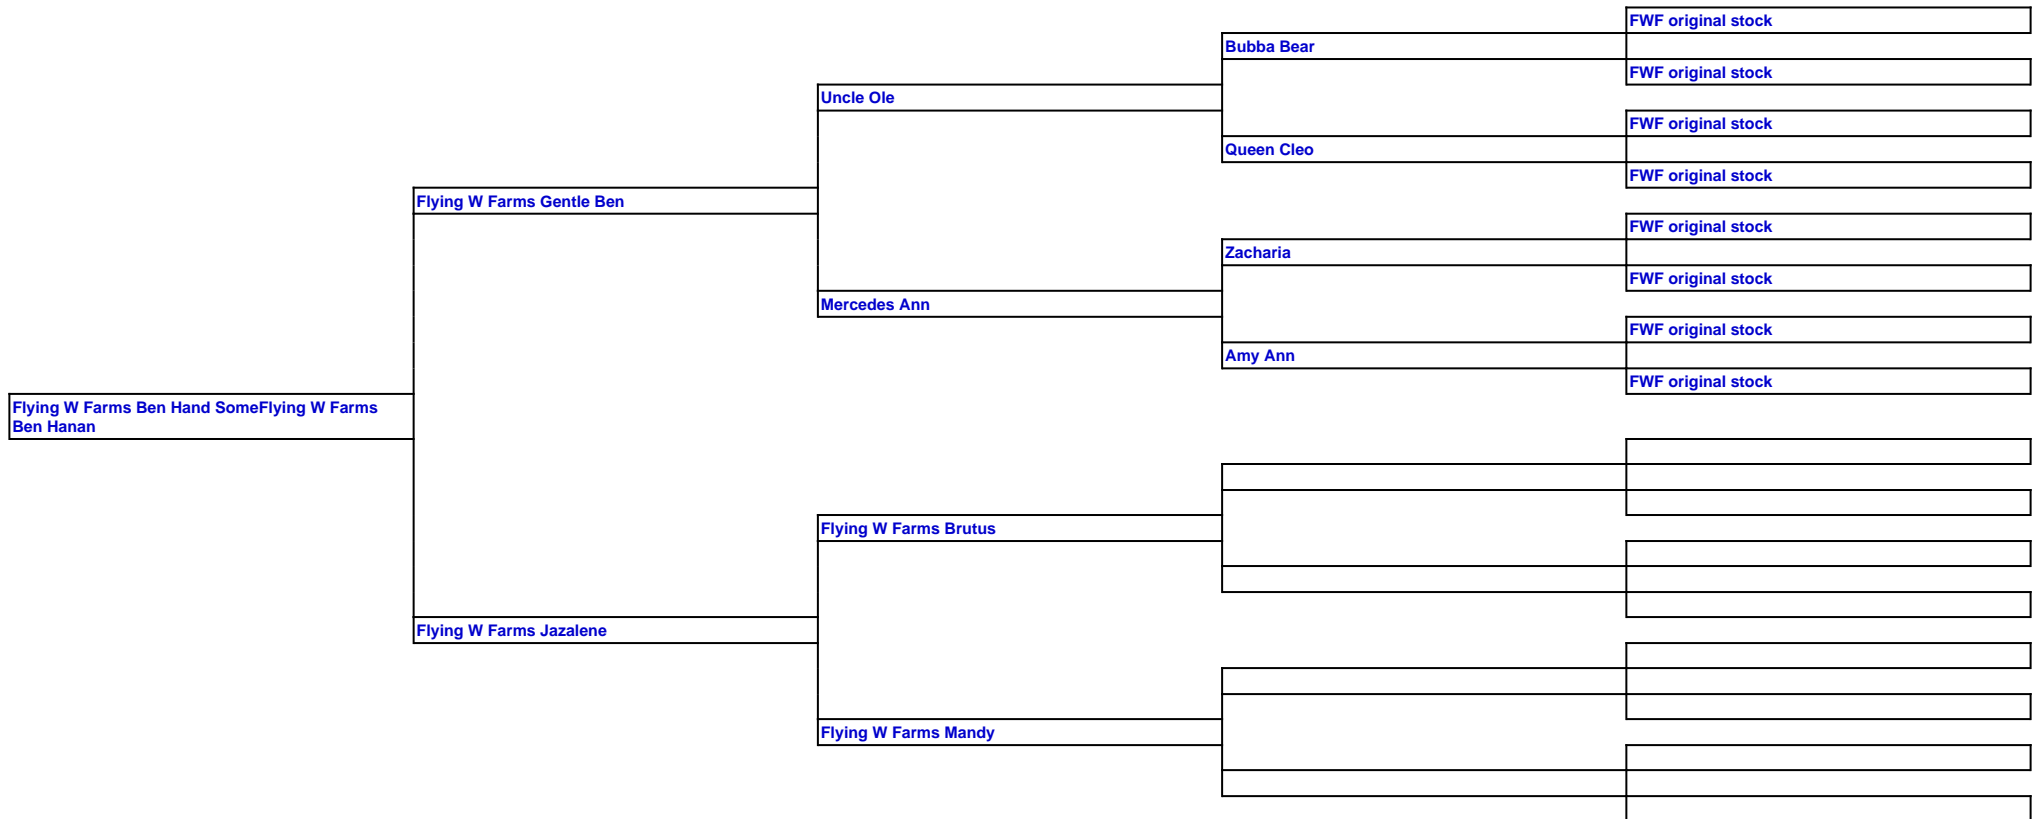 FWF original stock
Bubba Bear
FWF original stock
Uncle Ole
FWF original stock
Queen Cleo
FWF original stock
Flying W Farms Gentle Ben
FWF original stock
Zacharia
FWF original stock
Mercedes Ann
FWF original stock
Amy Ann
FWF original stock
Flying W Farms Ben Hand SomeFlying W Farms
Ben Hanan
Flying W Farms Brutus
Flying W Farms Jazalene
Flying W Farms Mandy